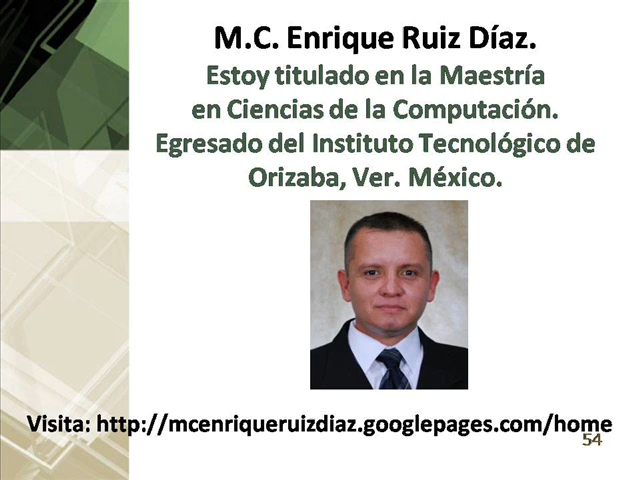 M.C. Enrique Ruiz Díaz.
Estoy titulado en la Maestría
en Ciencias de la Computación.
Egresado del Instituto Tecnológico de
Orizaba, Ver. México.
Visita: http://mcenriqueruizdiaz.googlepages.com/home
54